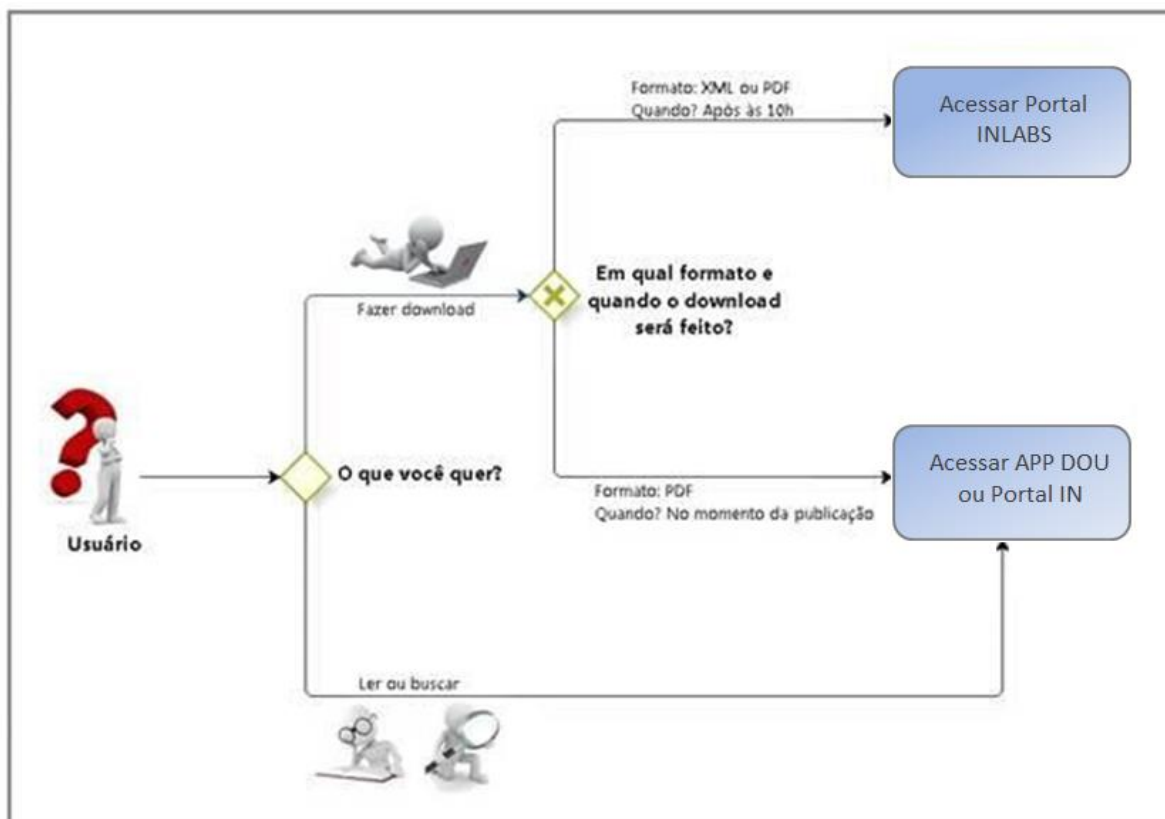 Formato: XML ou PDF
Quando? Após às 10h
Acessar Portal
INLABS
Fazer download
Em qual formato e
quando o download
será feito?
Usuário
O que você quer?
Formato: PDF
Quando? No momento da publicação
Acessar APP DOU
ou Portal IN
Ler ou buscar